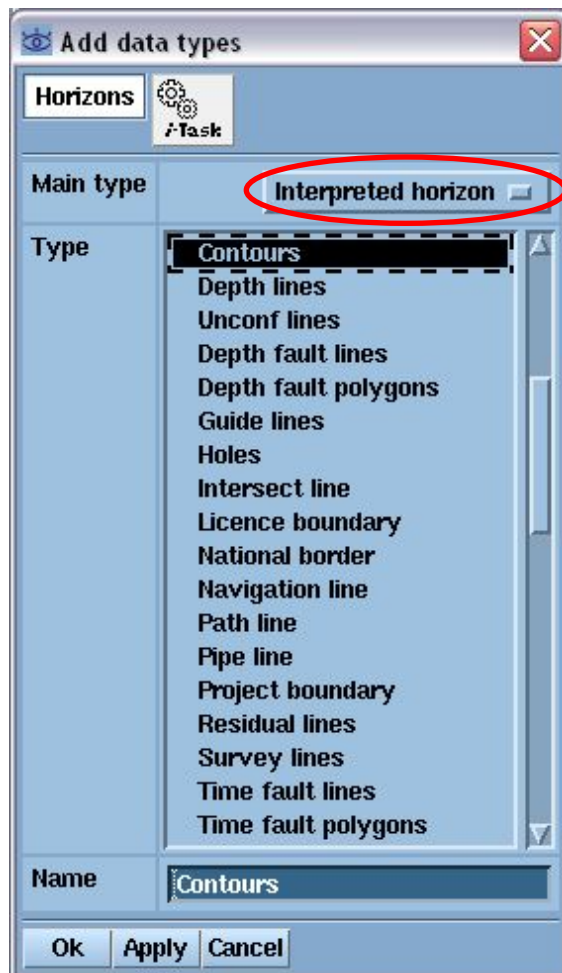 Add data types
Horizons
i-Task
Main type
Interpreted horizon
Type
Contours
Depth lines
Unconf lines
Depth fault lines
Depth fault polygons
Guide lines
Holes
Intersect line
Licence boundary
National border
Navigation line
Path line
Pipe line
Project boundary
Residual lines
Survey lines
Time fault lines
Time fault polygons
Name
Contours
Ok Apply Cancel